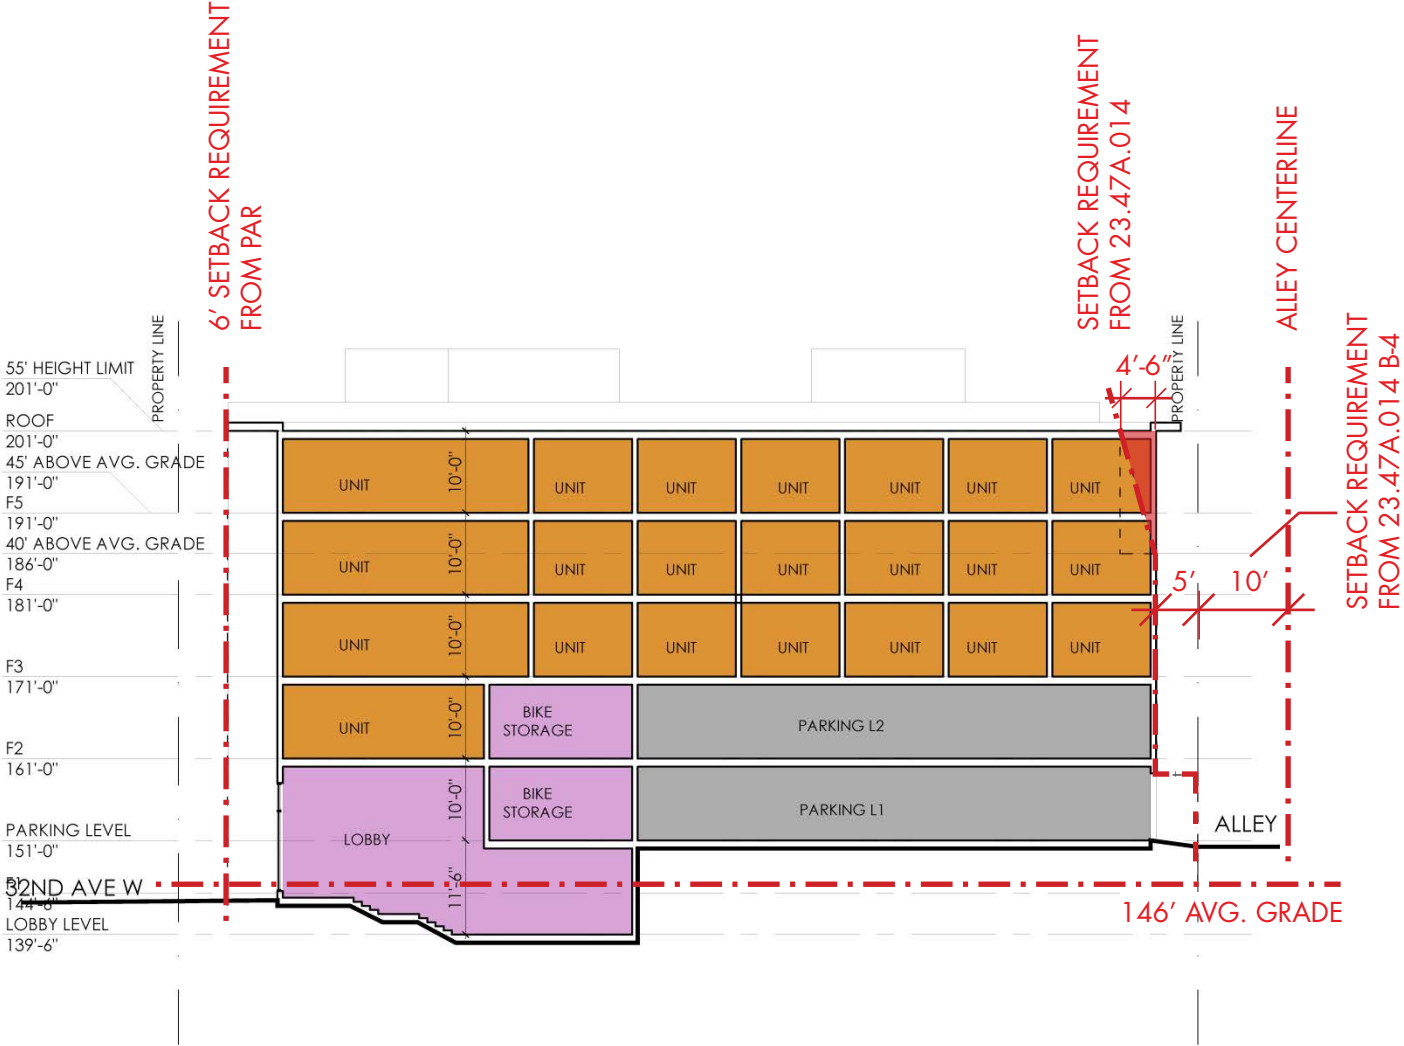 6' SETBACK REQUIREMENT
FROM PAR
SETBACK REQUIREMENT
FROM 23.47A.014
ALLEY CENTERLINE
SETBACK REQUIREMENT
FROM 23.47A.014 B-4
PROPERTY LINE
PROPERTY LINE
4'-6"
55' HEIGHT LIMIT
201'-0"
ROOF
201'-0"
45' ABOVE AVG. GRADE
191'-0"
F5
191'-0"
40' ABOVE AVG. GRADE
186'-0"
F4
181'-0"
F3
171'-0"
F2
161'-0"
PARKING LEVEL
151'-0"
F1
32ND AVE W
144'-6"
LOBBY LEVEL
139'-6"
UNIT
10'-0"
UNIT
UNIT
UNIT
UNIT
UNIT
UNIT
UNIT
10'-0"
UNIT
UNIT
UNIT
UNIT
UNIT
UNIT
5'
10'
UNIT
10'-0"
UNIT
UNIT
UNIT
UNIT
UNIT
UNIT
UNIT
10'-0"
BIKE
STORAGE
PARKING L2
LOBBY
10'-0"
BIKE
STORAGE
PARKING L1
ALLEY
11'-6"
146' AVG. GRADE